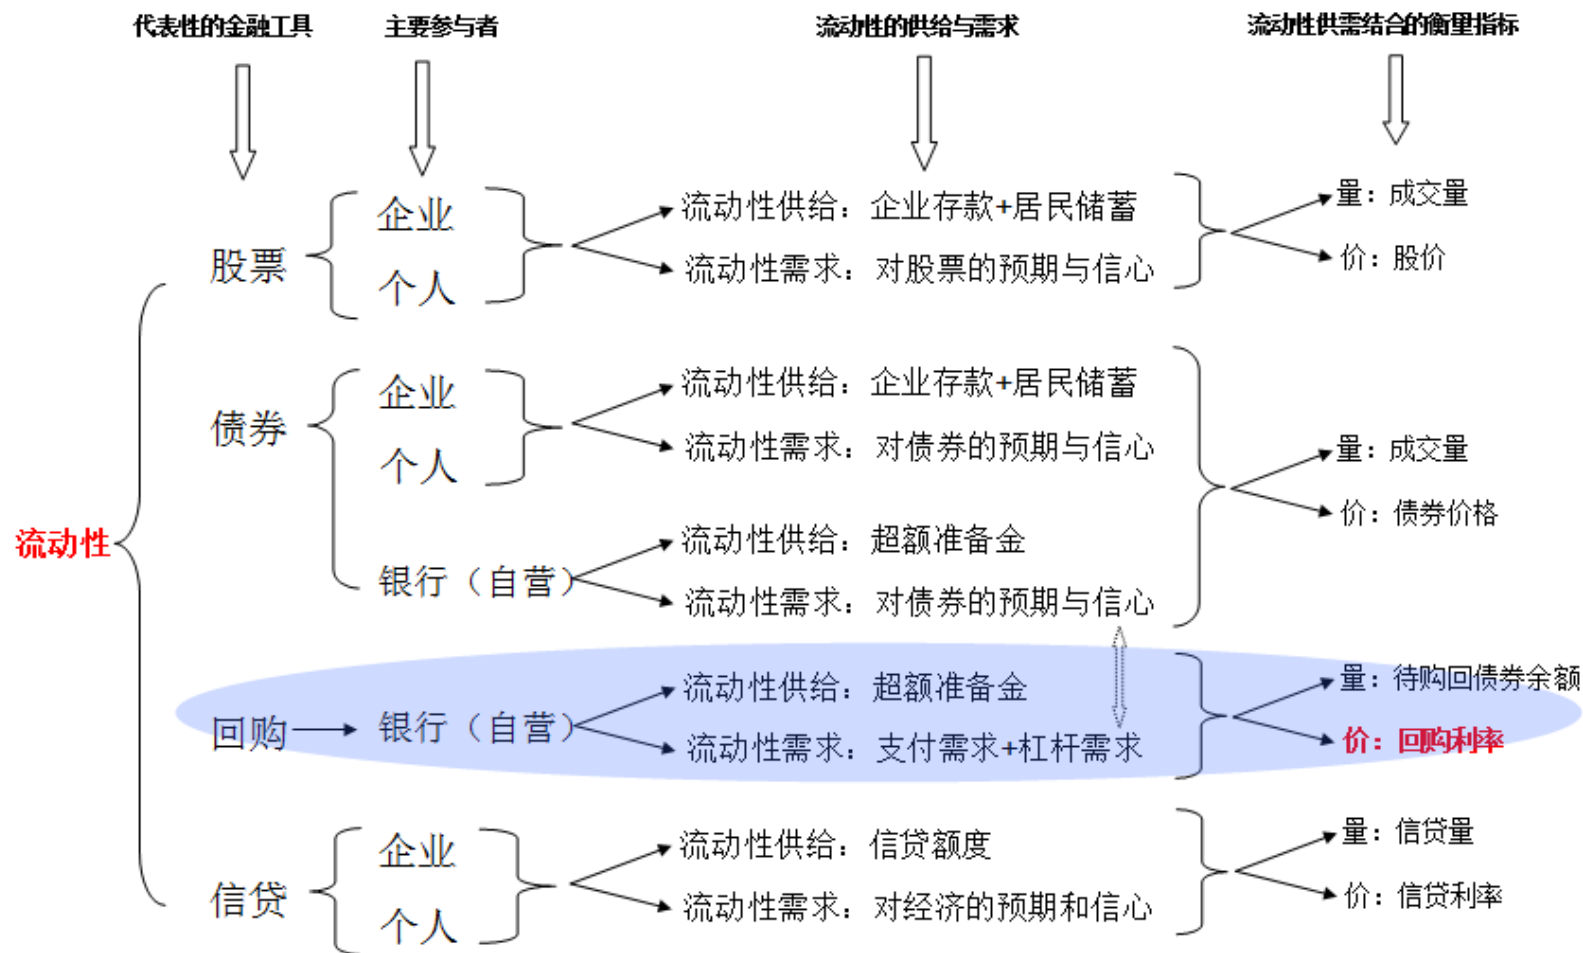 代表性的金融工具
主要参与者
流动性的供给与需求
流动性供需结合的衡量指标
流动性
股票
企业
个人
流动性供给：企业存款+居民储蓄
流动性需求：对股票的预期与信心
量：成交量
价：股价
债券
企业
个人
流动性供给：企业存款+居民储蓄
流动性需求：对债券的预期与信心
银行（自营）
流动性供给：超额准备金
流动性需求：对债券的预期与信心
量：成交量
价：债券价格
回购
银行（自营）
流动性供给：超额准备金
流动性需求：支付需求+杠杆需求
量：待购回债券余额
价：回购利率
信贷
企业
个人
流动性供给：信贷额度
流动性需求：对经济的预期和信心
量：信贷量
价：信贷利率